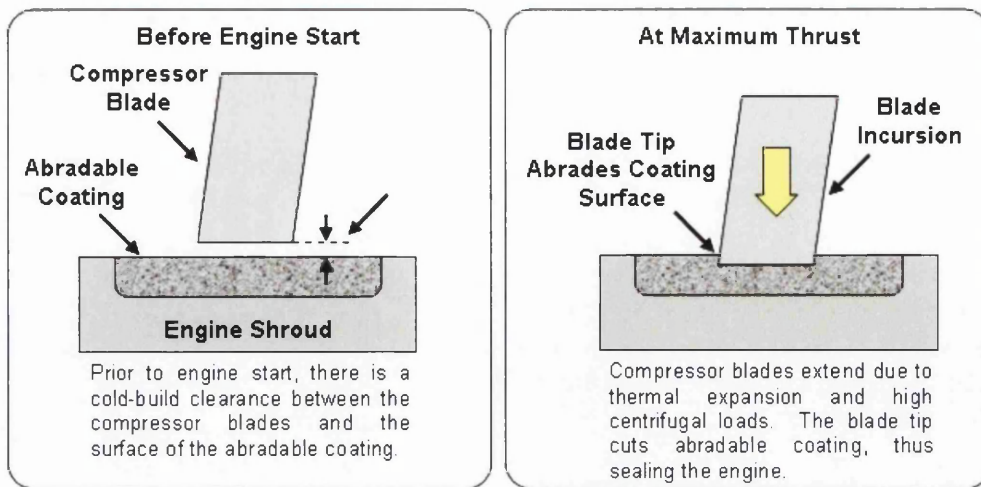 Before Engine Start
Compressor
Blade
Abradable
Coating
Engine Shroud
Prior to engine start, there is a
cold-build clearance between the
compressor blades and the
surface of the abradable coating.
At Maximum Thrust
Blade
Incursion
Blade Tip
Abrades Coating
Surface
Compressor blades extend due to
thermal expansion and high
centrifugal loads. The blade tip
cuts abradable coating, thus
sealing the engine.